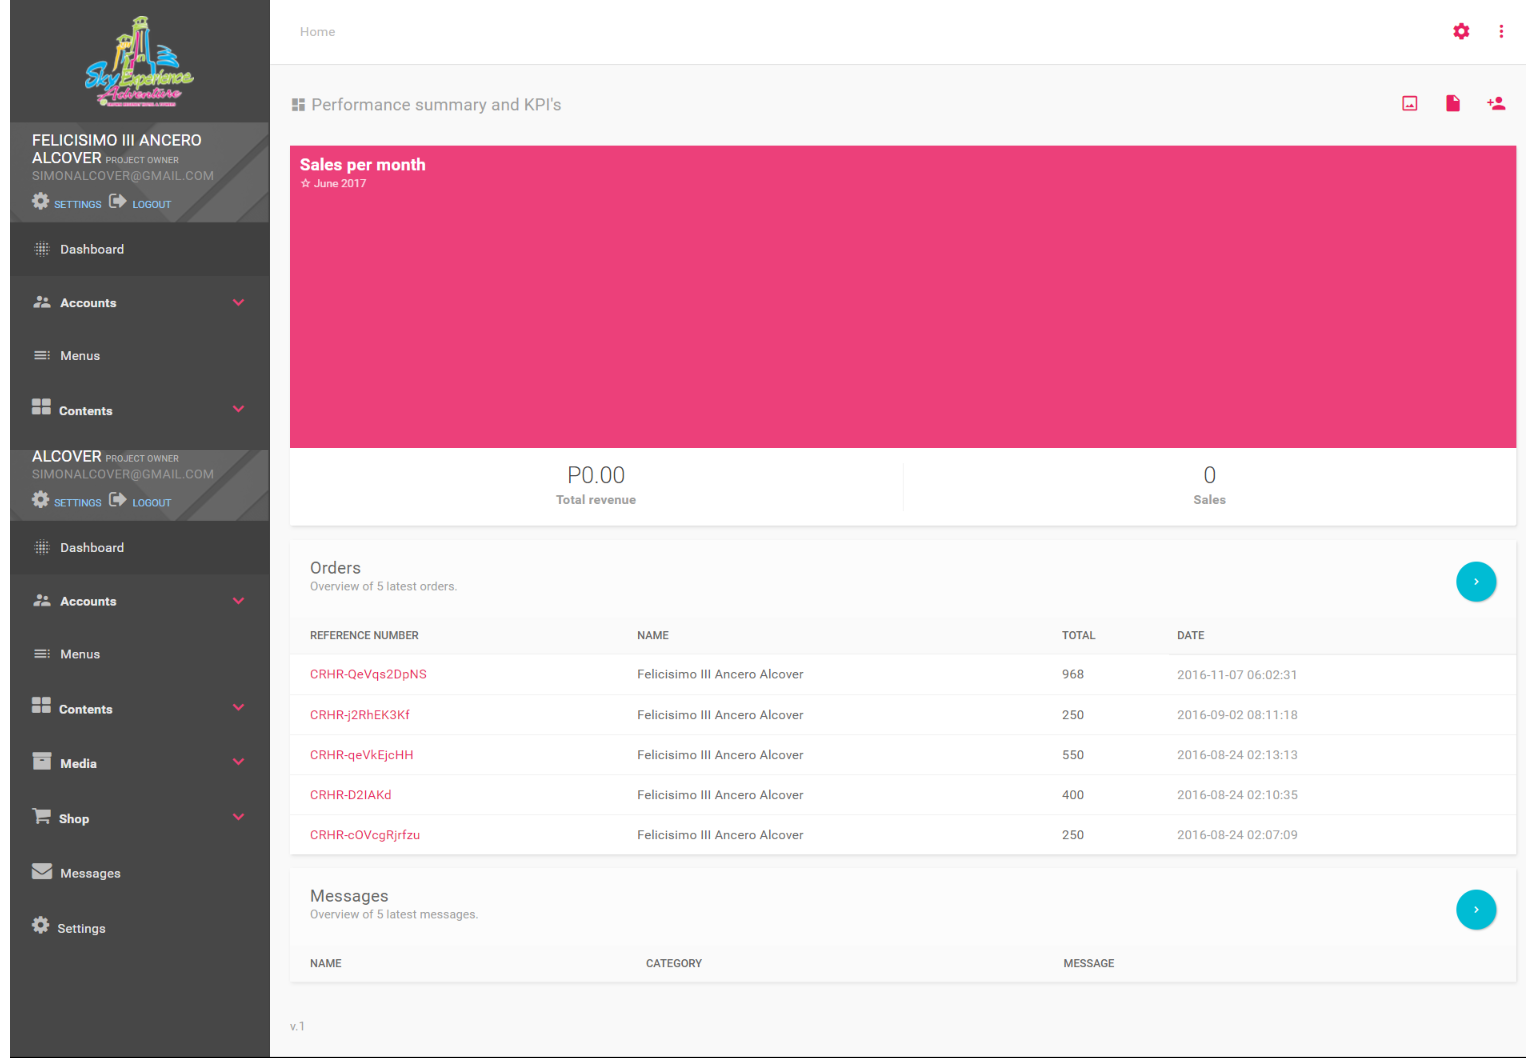 Sky Experience
Adventure
FELICISIMO III ANCERO
ALCOVER PROJECT OWNER
SIMONALCOVER@GMAIL.COM
SETTINGS LOGOUT
Dashboard
Accounts
Menus
Contents
ALCOVER PROJECT OWNER
SIMONALCOVER@GMAIL.COM
SETTINGS LOGOUT
Dashboard
Accounts
Menus
Contents
Media
Shop
Messages
Settings
Home
Performance summary and KPI's
Sales per month
June 2017
P0.00
Total revenue
0
Sales
Orders
Overview of 5 latest orders.
REFERENCE NUMBER NAME TOTAL DATE
CRHR-QeVqs2DpNS Felicisimo III Ancero Alcover 968 2016-11-07 06:02:31
CRHR-j2RhEK3Kf Felicisimo III Ancero Alcover 250 2016-09-02 08:11:18
CRHR-qeVkEjcHH Felicisimo III Ancero Alcover 550 2016-08-24 02:13:13
CRHR-D2IAKd Felicisimo III Ancero Alcover 400 2016-08-24 02:10:35
CRHR-cOVcgRjrfzu Felicisimo III Ancero Alcover 250 2016-08-24 02:07:09
Messages
Overview of 5 latest messages.
NAME CATEGORY MESSAGE
v.1